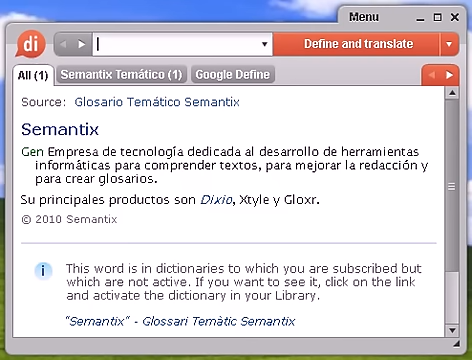 Menu
di
Define and translate
All (1)
Semantix Temático (1)
Google Define
Source: Glosario Temático Semantix
Semantix
Gen Empresa de tecnología dedicada al desarrollo de herramientas
informáticas para comprender textos, para mejorar la redacción y
para crear glosarios.
Su principales productos son Dixio, Xtyle y Gloxr.
© 2010 Semantix
i
This word is in dictionaries to which you are subscribed but
which are not active. If you want to see it, click on the link
and activate the dictionary in your Library.
"Semantix" - Glossari Temàtic Semantix